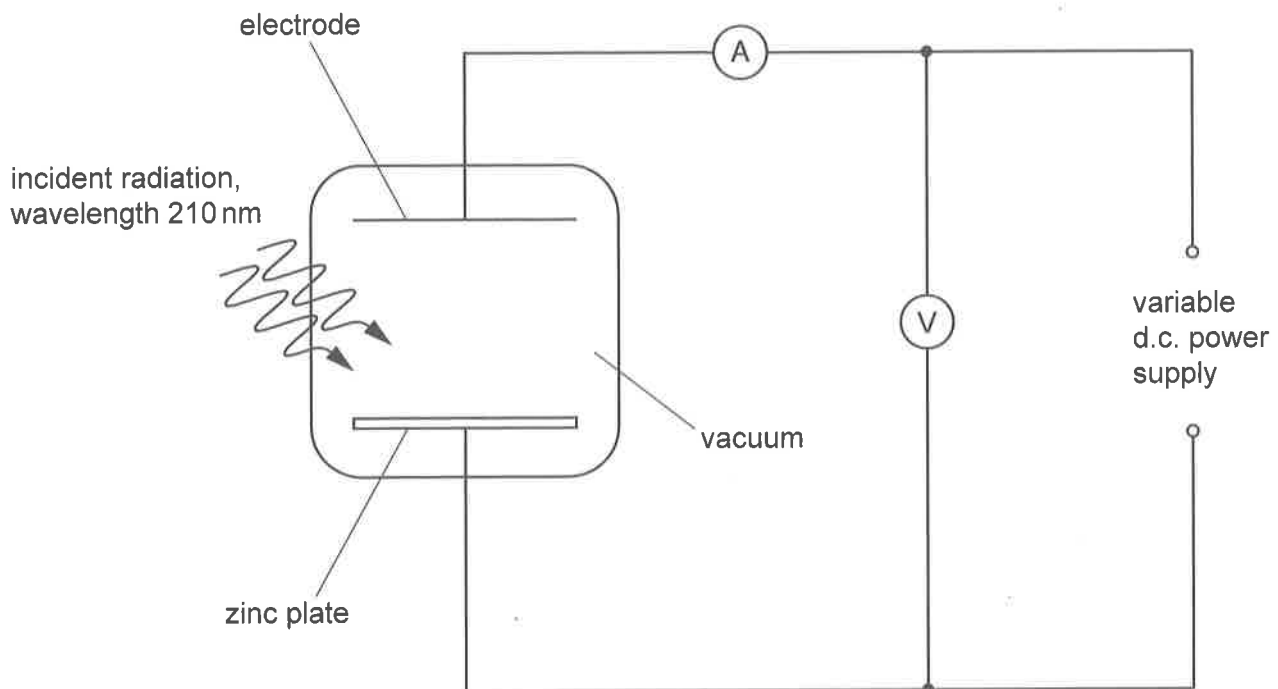 electrode
A
incident radiation,
wavelength 210 nm
V
variable
d.c. power
supply
vacuum
zinc plate